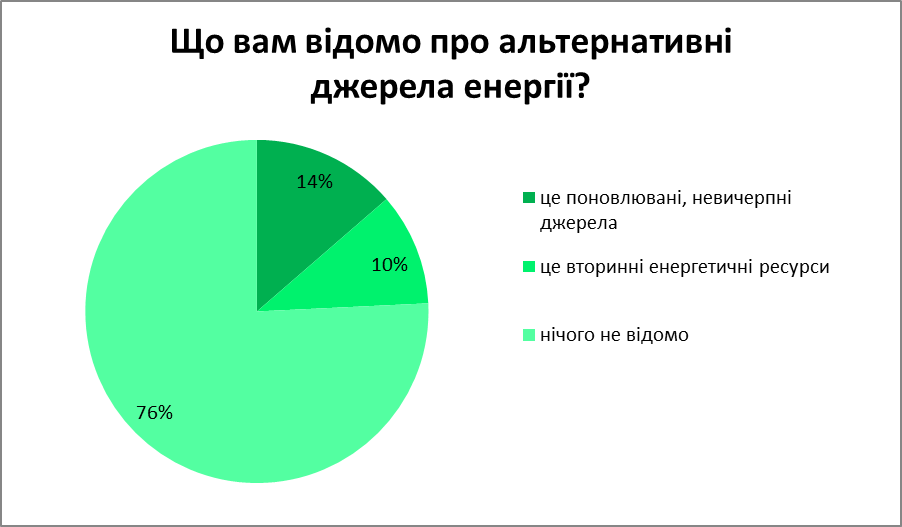 Що вам відомо про альтернативні
джерела енергії?
14%
10%
76%
це поновлювані, невичерпні
джерела
це вторинні енергетичні ресурси
нічого не відомо